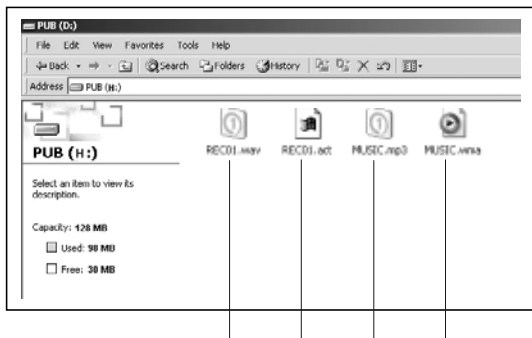 PUB (D:)
File Edit View Favorites Tools Help
Back Search Folders History
Address PUB (H:)
REC01.wav REC01.act MUSIC.mp3 MUSIC.wma
PUB (H:)
Select an item to view its
description.
Capacity: 128 MB
Used: 98 MB
Free: 30 MB